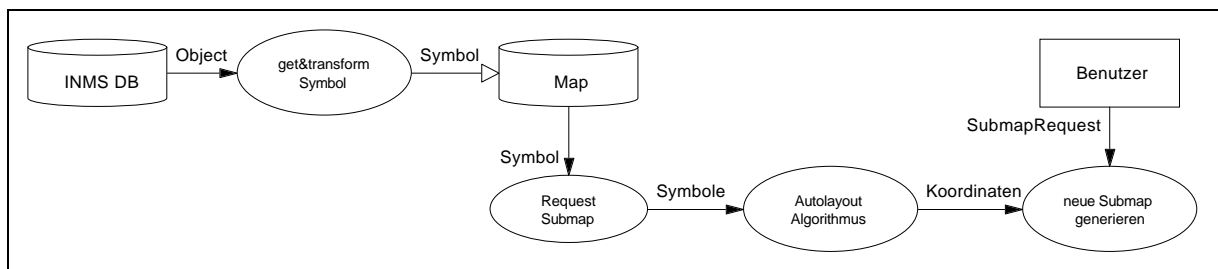 Object
Symbol
INMS DB
get&transform
Symbol
Map
Benutzer
SubmapRequest
Symbol
Request
Submap
Symbole
Autolayout
Algorithmus
Koordinaten
neue Submap
generieren